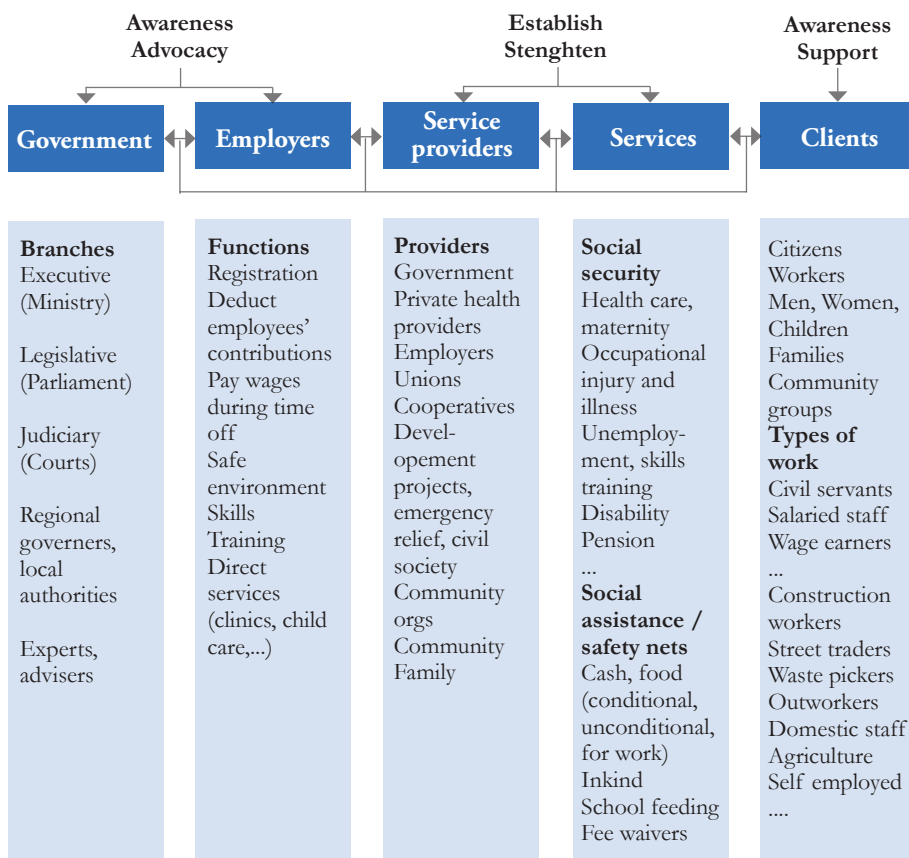 Awareness
Advocacy
Establish
Stenghten
Awareness
Support
Government
Employers
Service
providers
Services
Clients
Branches
Executive
(Ministry)
Legislative
(Parliament)
Judiciary
(Courts)
Regional
governers,
local
authorities
Experts,
advisers
Functions
Registration
Deduct
employees’
contributions
Pay wages
during time
off
Safe
environment
Skills
Training
Direct
services
(clinics, child
care,...)
Providers
Government
Private health
providers
Employers
Unions
Cooperatives
Devel-
opement
projects,
emergency
relief, civil
society
Community
orgs
Community
Family
Social
security
Health care,
maternity
Occupational
injury and
illness
Unemploy-
ment, skills
training
Disability
Pension
...
Social
assistance /
safety nets
Cash, food
(conditional,
unconditional,
for work)
Inkind
School feeding
Fee waivers
Citizens
Workers
Men, Women,
Children
Families
Community
groups
Types of
work
Civil servants
Salaried staff
Wage earners
...
Construction
workers
Street traders
Waste pickers
Outworkers
Domestic staff
Agriculture
Self employed
....